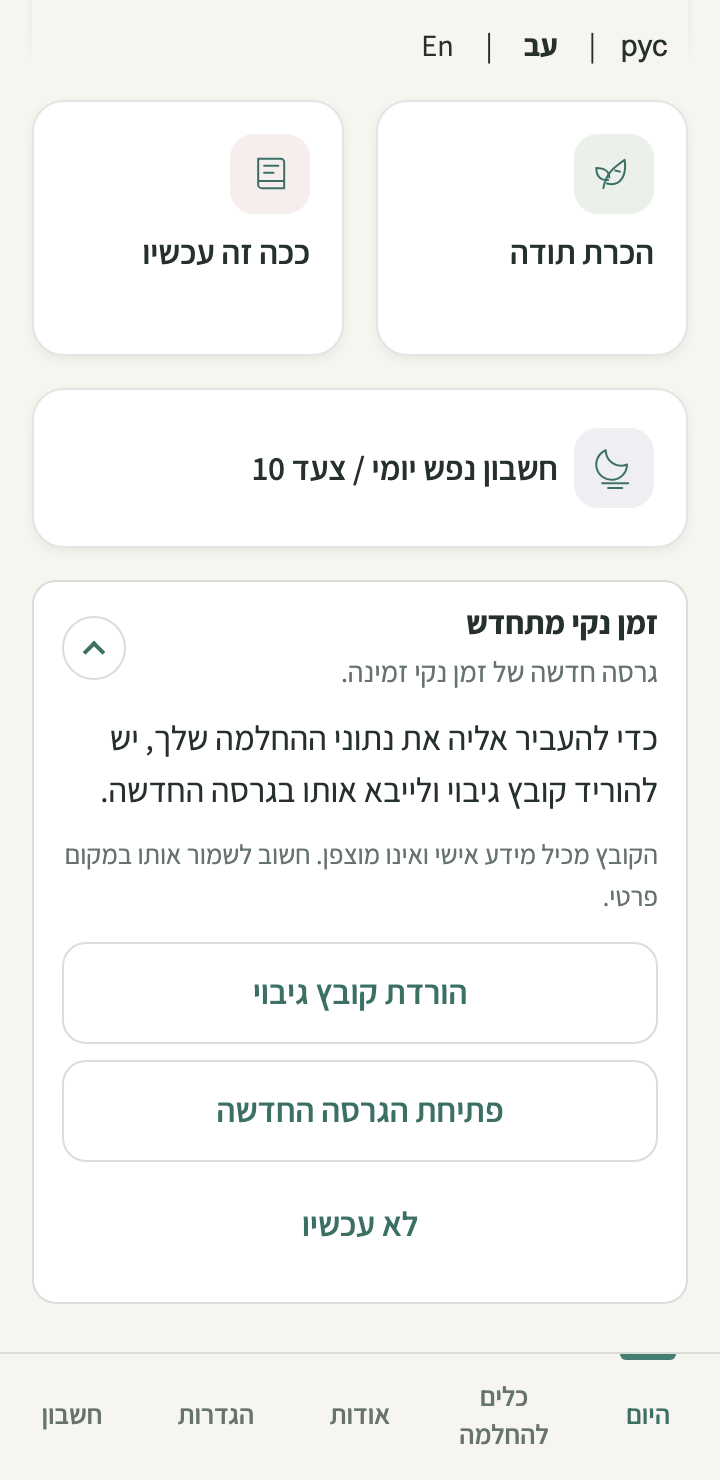 рус | עב | En
הכרת תודה
ככה זה עכשיו
חשבון נפש יומי / צעד 10
זמן נקי מתחדש
גרסה חדשה של זמן נקי זמינה.
כדי להעביר אליה את נתוני ההחלמה שלך, יש
להוריד קובץ גיבוי ולייבא אותו בגרסה החדשה.
הקובץ מכיל מידע אישי ואינו מוצפן. חשוב לשמור אותו במקום
פרטי.
הורדת קובץ גיבוי
פתיחת הגרסה החדשה
לא עכשיו
היום
כלים
להחלמה
אודות
הגדרות
חשבון